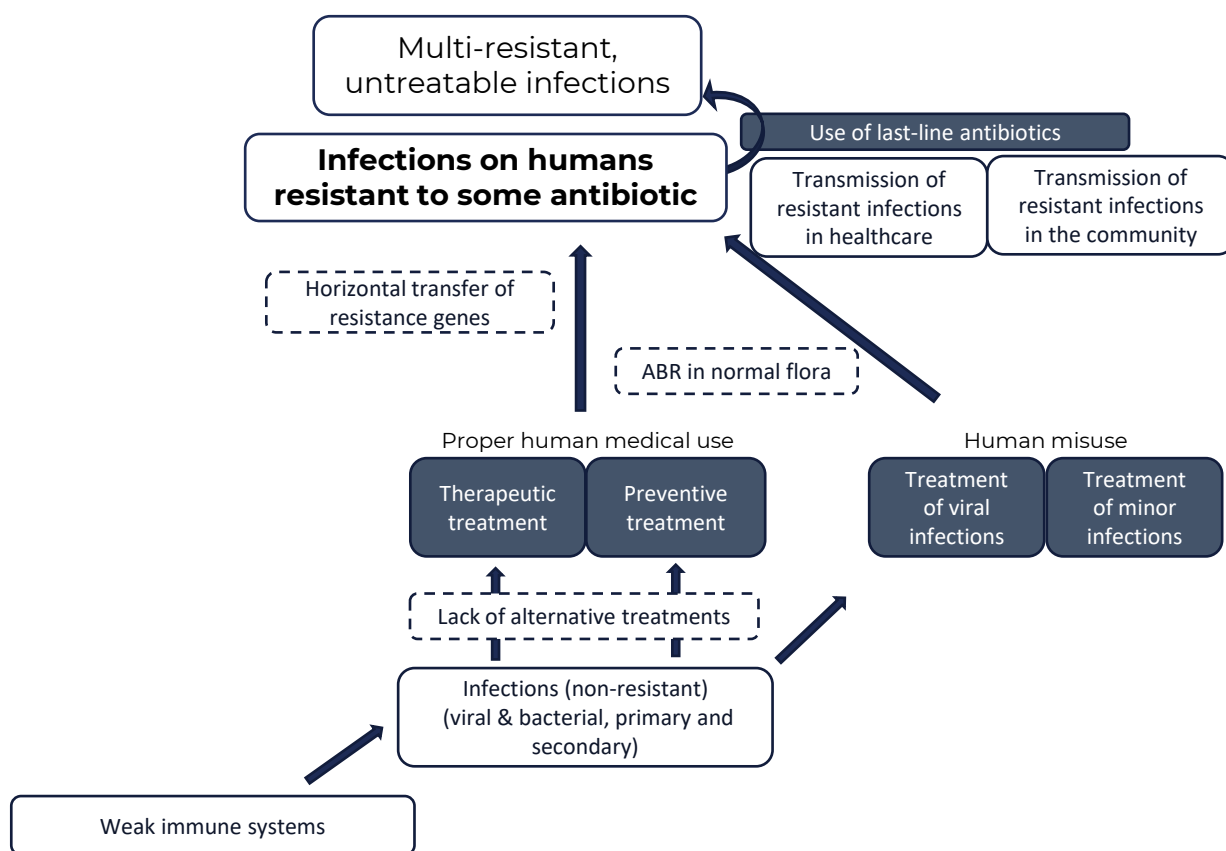 Multi-resistant,
untreatable infections
Use of last-line antibiotics
Infections on humans
resistant to some antibiotic
Transmission of
resistant infections
in healthcare
Transmission of
resistant infections
in the community
Horizontal transfer of
resistance genes
ABR in normal flora
Proper human medical use
Human misuse
Therapeutic
treatment
Preventive
treatment
Treatment
of viral
infections
Treatment
of minor
infections
Lack of alternative treatments
Infections (non-resistant)
(viral & bacterial, primary and
secondary)
Weak immune systems